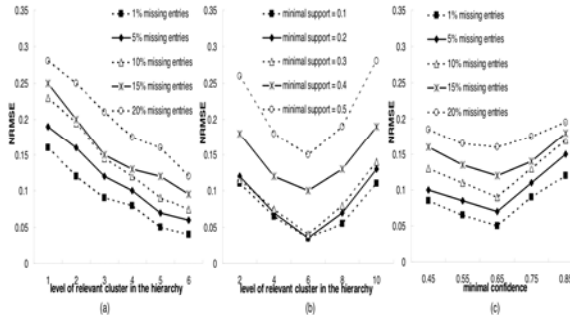 0.35
0.3
0.25
0.2
0.15
0.1
0.05
0
NRMSE
1% missing entries
5% missing entries
10% missing entries
15% missing entries
20% missing entries
1 2 3 4 5 6
level of relevant cluster in the hierarchy
(a)
0.35
0.3
0.25
0.2
0.15
0.1
0.05
0
NRMSE
minimal support = 0.1
minimal support = 0.2
minimal support = 0.3
minimal support = 0.4
minimal support = 0.5
2 4 6 8 10
level of relevant cluster in the hierarchy
(b)
0.35
0.3
0.25
0.2
0.15
0.1
0.05
0
NRMSE
1% missing entries
5% missing entries
10% missing entries
15% missing entries
20% missing entries
0.45 0.55 0.65 0.75 0.85
minimal confidence
(c)